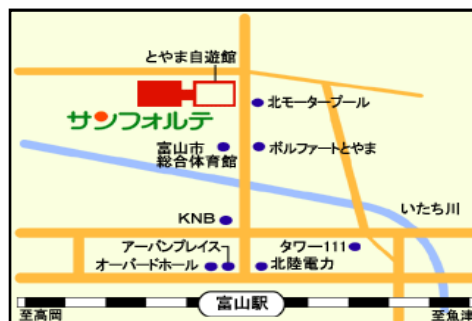 とやま自遊館
サンフォルテ
北モータープール
富山市
総合体育館
ボルファートとやま
いたち川
KNB
アーバンプレイス
タワー111
オーバードホール
北陸電力
富山駅
至高岡
至魚津